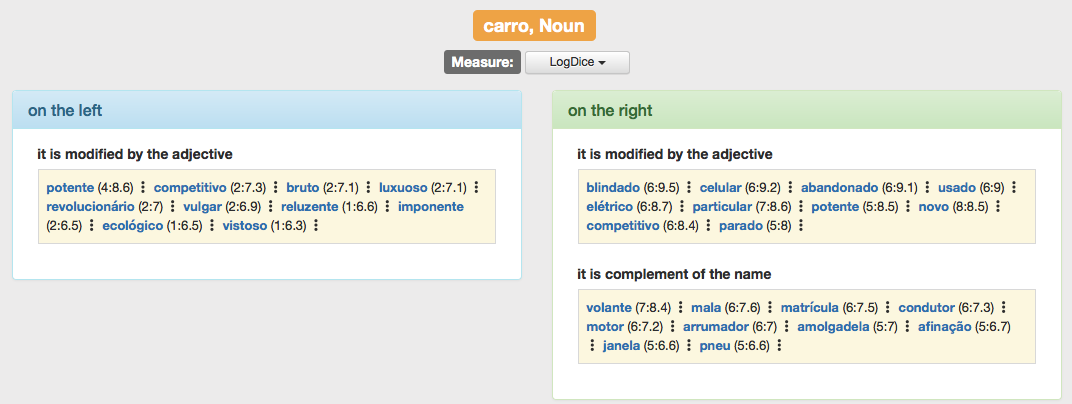 carro, Noun
Measure: LogDice
on the left
it is modified by the adjective
potente (4:8.6) ⋮ competitivo (2:7.3) ⋮ bruto (2:7.1) ⋮ luxuoso (2:7.1) ⋮
revolucionário (2:7) ⋮ vulgar (2:6.9) ⋮ reluzente (1:6.6) ⋮ imponente
(2:6.5) ⋮ ecológico (1:6.5) ⋮ vistoso (1:6.3) ⋮
on the right
it is modified by the adjective
blindado (6:9.5) ⋮ celular (6:9.2) ⋮ abandonado (6:9.1) ⋮ usado (6:9) ⋮
elétrico (6:8.7) ⋮ particular (7:8.6) ⋮ potente (5:8.5) ⋮ novo (8:8.5) ⋮
competitivo (6:8.4) ⋮ parado (5:8) ⋮
it is complement of the name
volante (7:8.4) ⋮ mala (6:7.6) ⋮ matrícula (6:7.5) ⋮ condutor (6:7.3) ⋮
motor (6:7.2) ⋮ arrumador (6:7) ⋮ amolgadela (5:7) ⋮ afinação (5:6.7)
⋮ janela (5:6.6) ⋮ pneu (5:6.6) ⋮